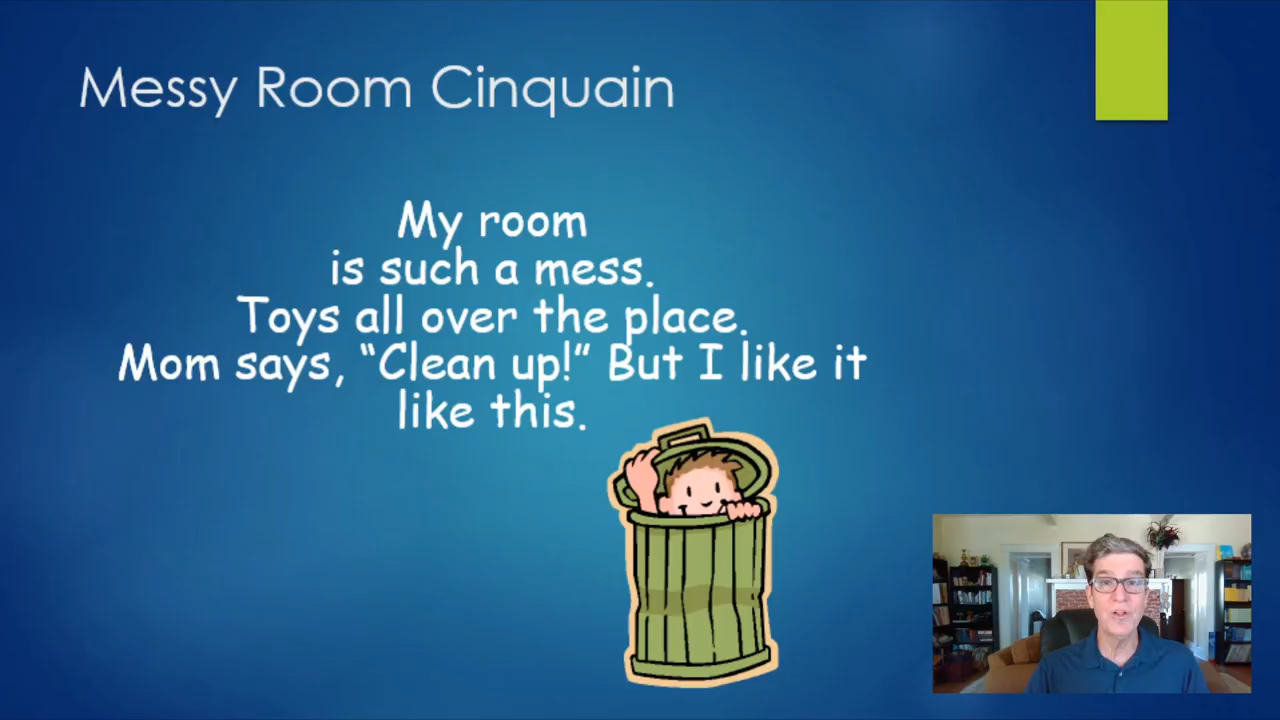 Messy Room Cinquain
My room
is such a mess.
Toys all over the place.
Mom says, “Clean up!” But I like it
like this.